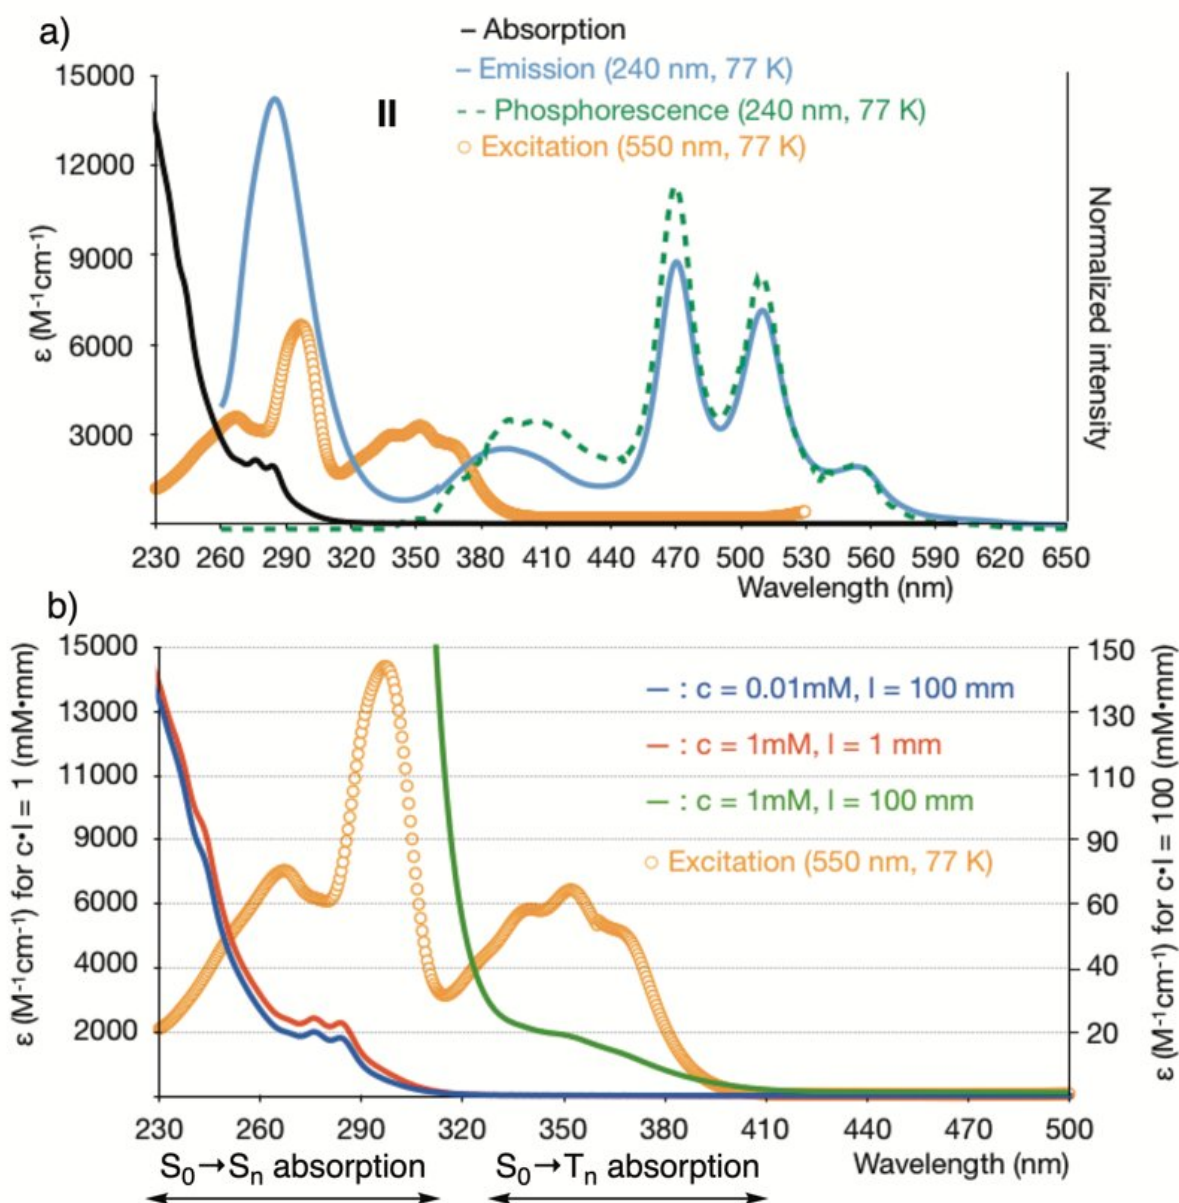 a)
– Absorption
– Emission (240 nm, 77 K)
II
-- Phosphorescence (240 nm, 77 K)
○ Excitation (550 nm, 77 K)
15000
12000
9000
6000
3000
ε (M⁻¹cm⁻¹)
Normalized intensity
230 260 290 320 350 380 410 440 470 500 530 560 590 620 650
Wavelength (nm)
b)
15000
13000
11000
9000
6000
4000
2000
ε (M⁻¹cm⁻¹) for c•l = 1 (mM•mm)
150
130
110
90
80
60
40
20
ε (M⁻¹cm⁻¹) for c•l = 100 (mM•mm)
– : c = 0.01mM, l = 100 mm
– : c = 1mM, l = 1 mm
– : c = 1mM, l = 100 mm
○ Excitation (550 nm, 77 K)
230 260 290 320 350 380 410 440 470 500
S₀→Sₙ absorption S₀→Tₙ absorption Wavelength (nm)